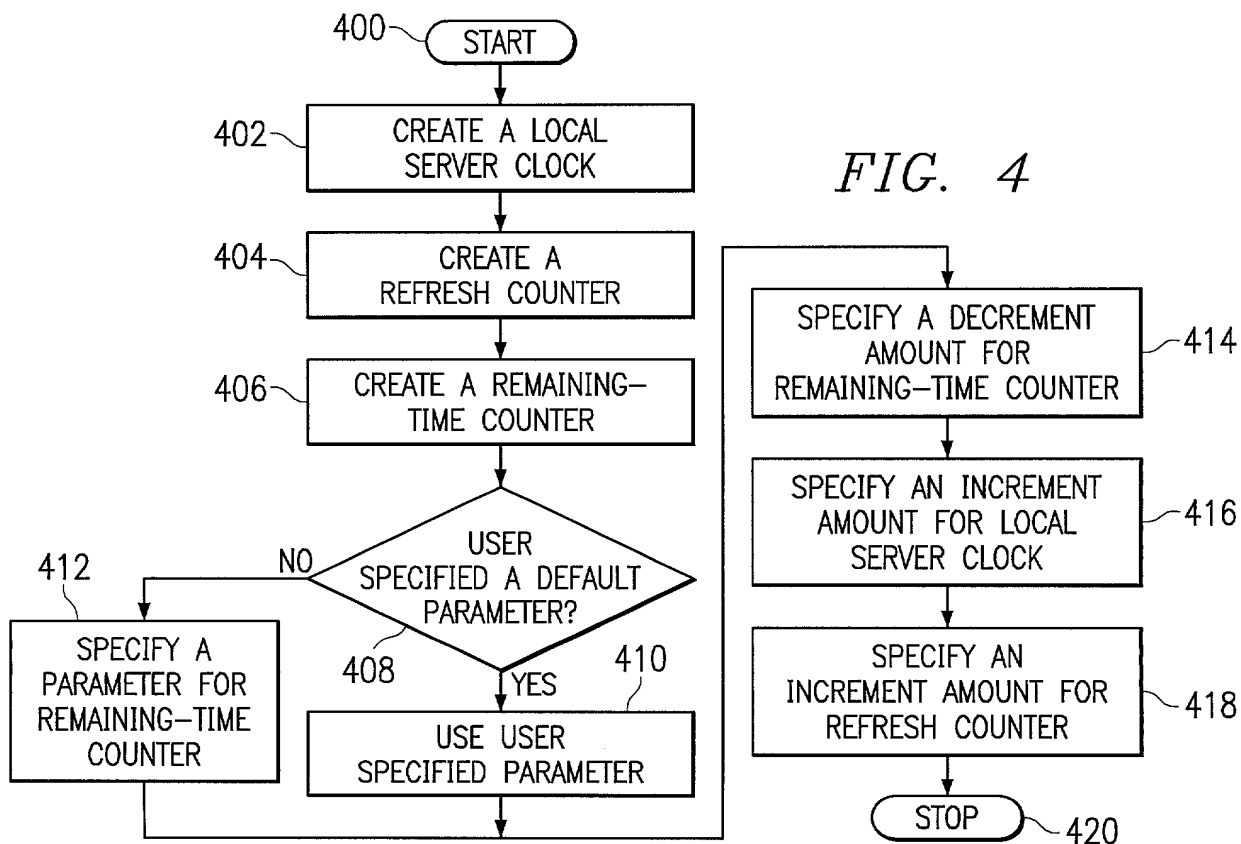 400
START
402
CREATE A LOCAL
SERVER CLOCK
FIG. 4
404
CREATE A
REFRESH COUNTER
406
CREATE A REMAINING-
TIME COUNTER
USER
SPECIFIED A DEFAULT
PARAMETER?
408
NO
YES
412
SPECIFY A
PARAMETER FOR
REMAINING-TIME
COUNTER
410
USE USER
SPECIFIED PARAMETER
SPECIFY A DECREMENT
AMOUNT FOR
REMAINING-TIME COUNTER
414
SPECIFY AN INCREMENT
AMOUNT FOR LOCAL
SERVER CLOCK
416
SPECIFY AN
INCREMENT AMOUNT FOR
REFRESH COUNTER
418
STOP
420